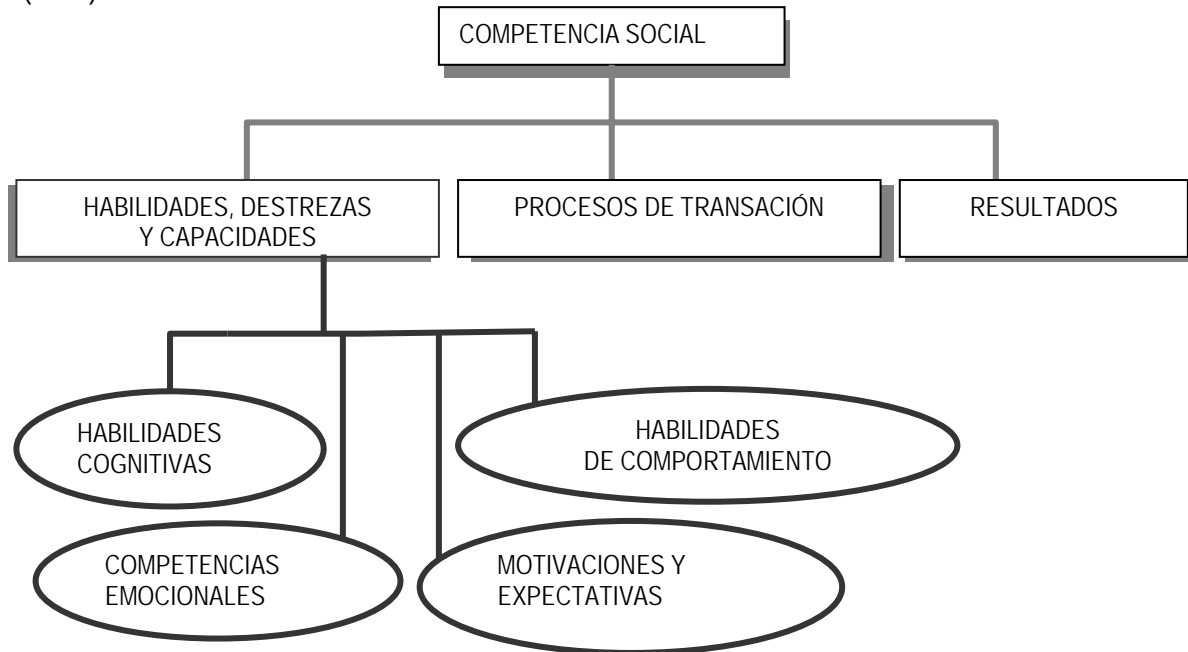 COMPETENCIA SOCIAL
HABILIDADES, DESTREZAS
Y CAPACIDADES
PROCESOS DE TRANSACIÓN
RESULTADOS
HABILIDADES
COGNITIVAS
HABILIDADES
DE COMPORTAMIENTO
COMPETENCIAS
EMOCIONALES
MOTIVACIONES Y
EXPECTATIVAS